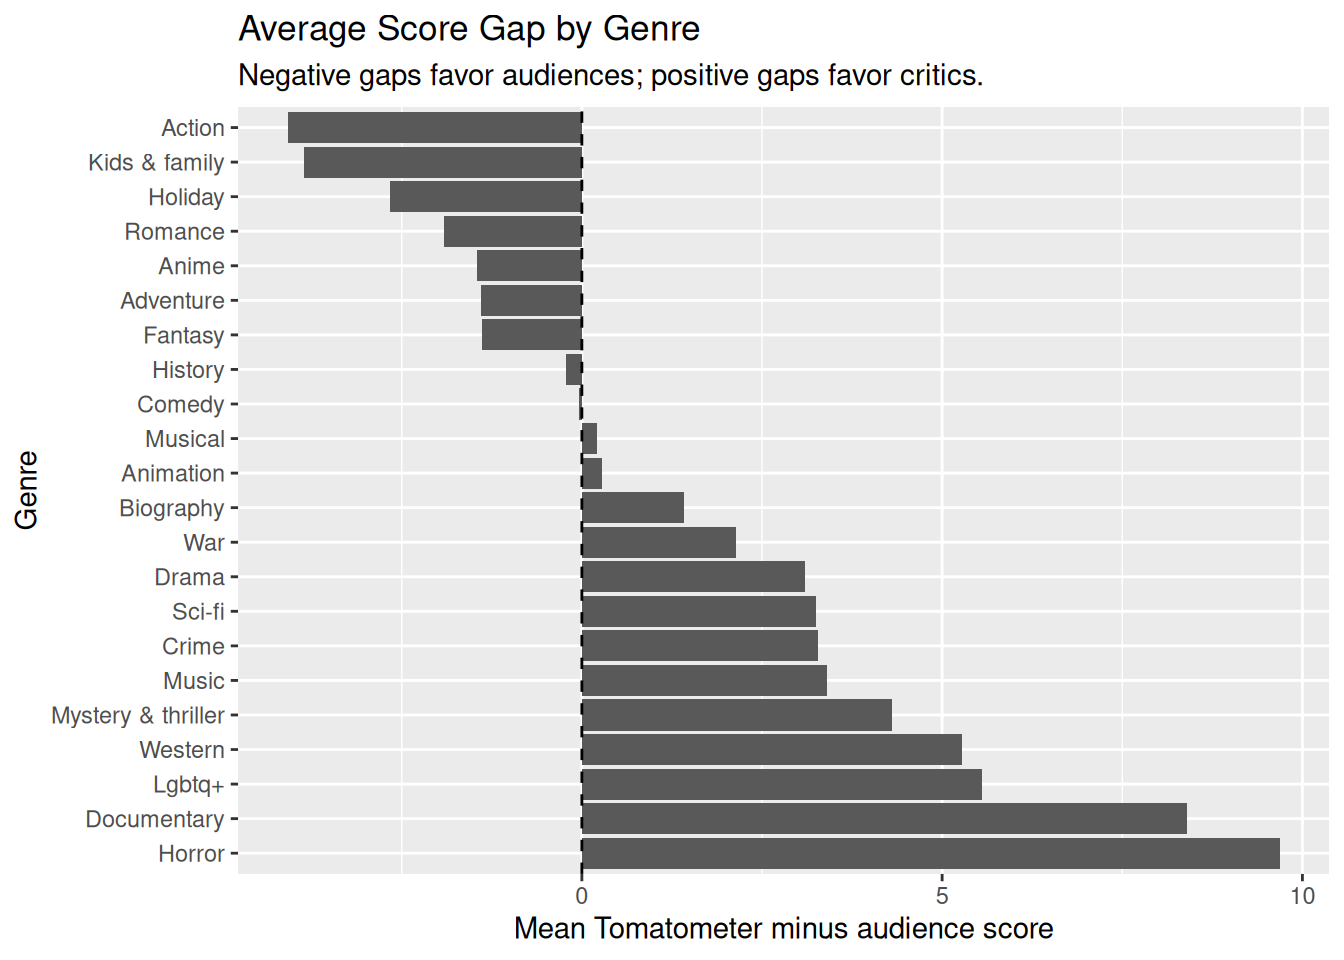 Average Score Gap by Genre
Negative gaps favor audiences; positive gaps favor critics.
Action
Kids & family
Holiday
Romance
Anime
Adventure
Fantasy
History
Comedy
Musical
Animation
Biography
War
Drama
Sci-fi
Crime
Music
Mystery & thriller
Western
Lgbtq+
Documentary
Horror
Genre
0 5 10
Mean Tomatometer minus audience score